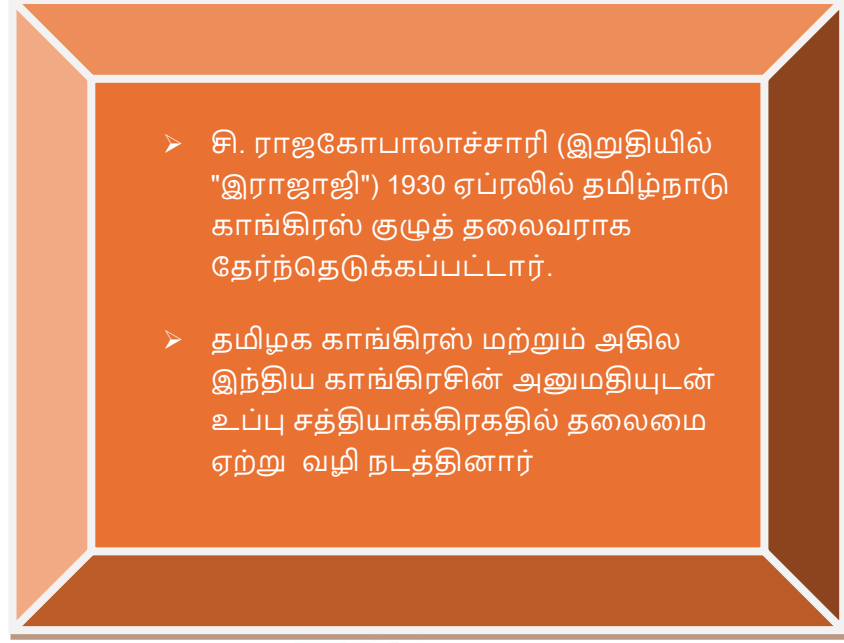 ➢ சி. ராஜகோபாலாச்சாரி (இறுதியில்
"இராஜாஜி") 1930 ஏப்ரலில் தமிழ்நாடு
காங்கிரஸ் குழுத் தலைவராக
தேர்ந்தெடுக்கப்பட்டார்.
➢ தமிழக காங்கிரஸ் மற்றும் அகில
இந்திய காங்கிரசின் அனுமதியுடன்
உப்பு சத்தியாக்கிரகதில் தலைமை
ஏற்று வழி நடத்தினார்